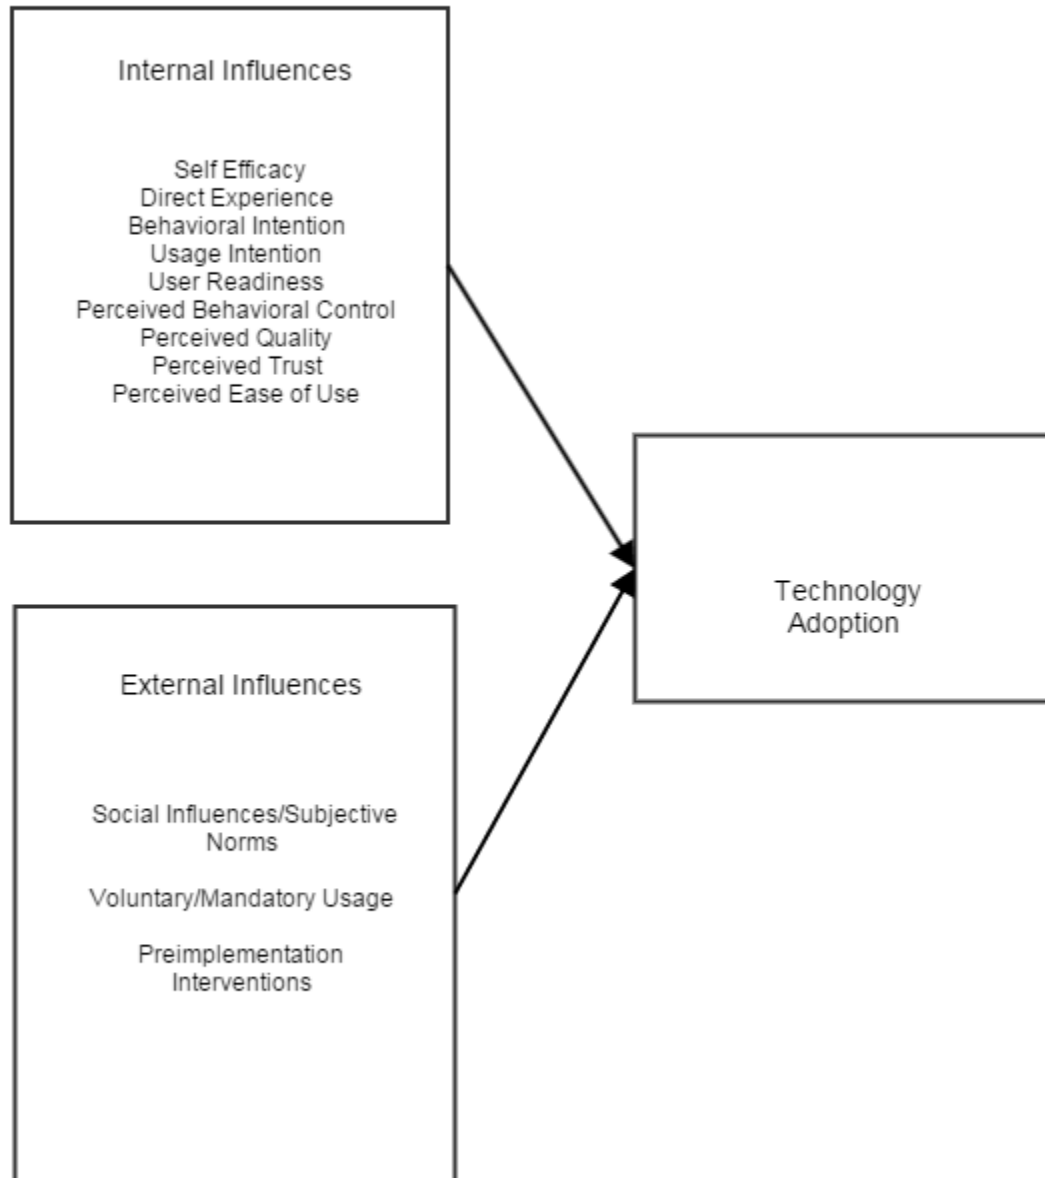 Internal Influences
Self Efficacy
Direct Experience
Behavioral Intention
Usage Intention
User Readiness
Perceived Behavioral Control
Perceived Quality
Perceived Trust
Perceived Ease of Use
External Influences
Social Influences/Subjective
Norms
Voluntary/Mandatory Usage
Preimplementation
Interventions
Technology
Adoption